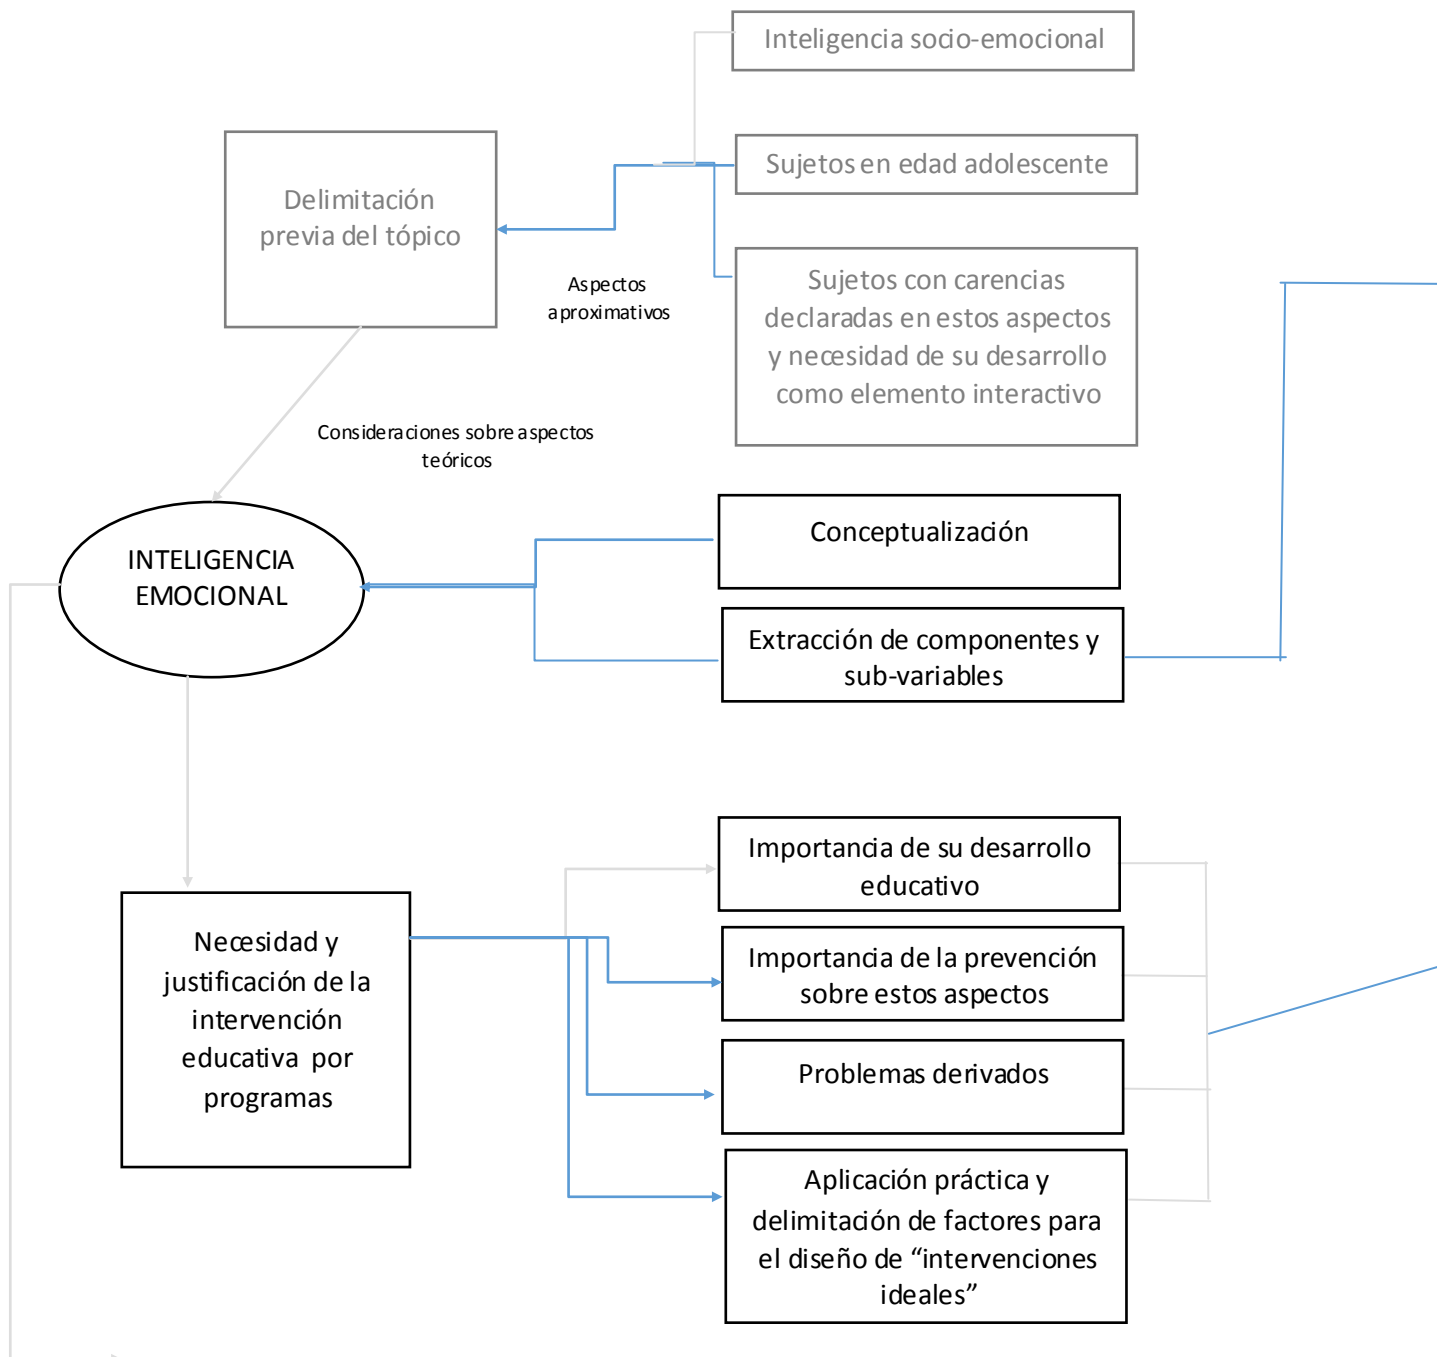 Inteligencia socio-emocional
Sujetos en edad adolescente
Delimitación
previa del tópico
Sujetos con carencias
declaradas en estos aspectos
y necesidad de su desarrollo
como elemento interactivo
Aspectos
aproximativos
Consideraciones sobre aspectos
teóricos
Conceptualización
INTELIGENCIA
EMOCIONAL
Extracción de componentes y
sub-variables
Importancia de su desarrollo
educativo
Necesidad y
justificación de la
intervención
educativa por
programas
Importancia de la prevención
sobre estos aspectos
Problemas derivados
Aplicación práctica y
delimitación de factores para
el diseño de “intervenciones
ideales”